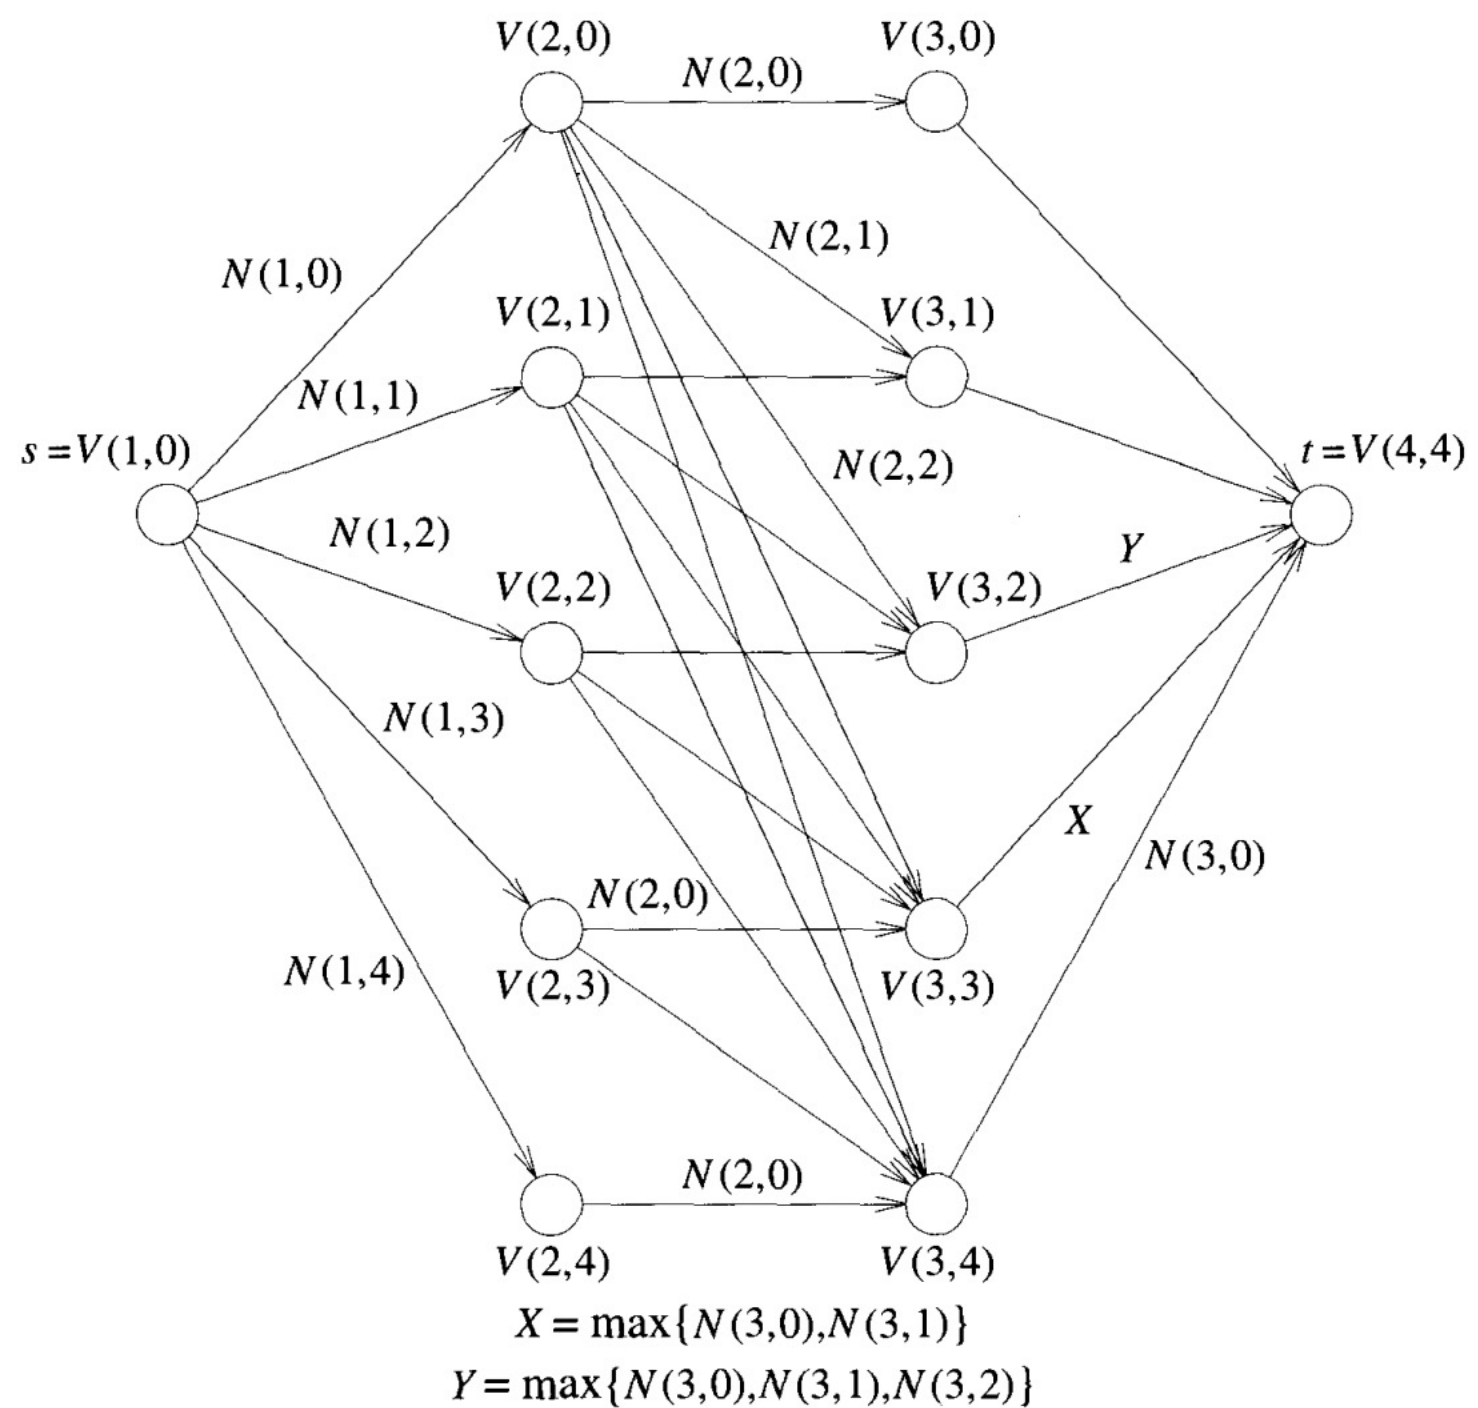 V(2,0)
V(3,0)
N(2,0)
N(2,1)
N(1,0)
V(2,1)
V(3,1)
N(1,1)
s=V(1,0)
t=V(4,4)
N(2,2)
N(1,2)
Y
V(2,2)
V(3,2)
N(1,3)
X
N(3,0)
N(2,0)
N(1,4)
V(2,3)
V(3,3)
N(2,0)
V(2,4)
V(3,4)
X = max{N(3,0),N(3,1)}
Y = max{N(3,0),N(3,1),N(3,2)}